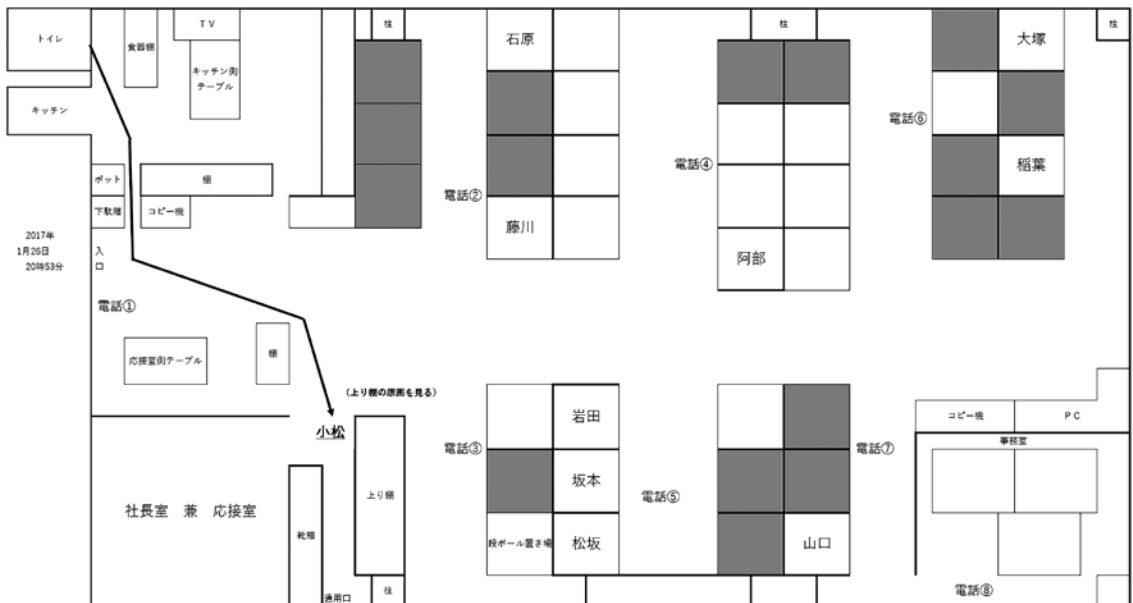 トイレ
食器棚
TV
キッチン側
テーブル
柱
石原
柱
大塚
柱
キッチン
電話⑥
電話④
稲葉
ポット
棚
電話②
下駄箱
コピー機
藤川
2017年
1月26日
20時53分
入
口
阿部
電話①
応接室側テーブル
棚
(上り棚の原画を見る)
小松
岩田
コピー機
PC
事務室
電話③
電話⑦
坂本
上り棚
電話⑤
社長室 兼 応接室
靴箱
段ボール置き場
松坂
山口
通用口
柱
電話⑧